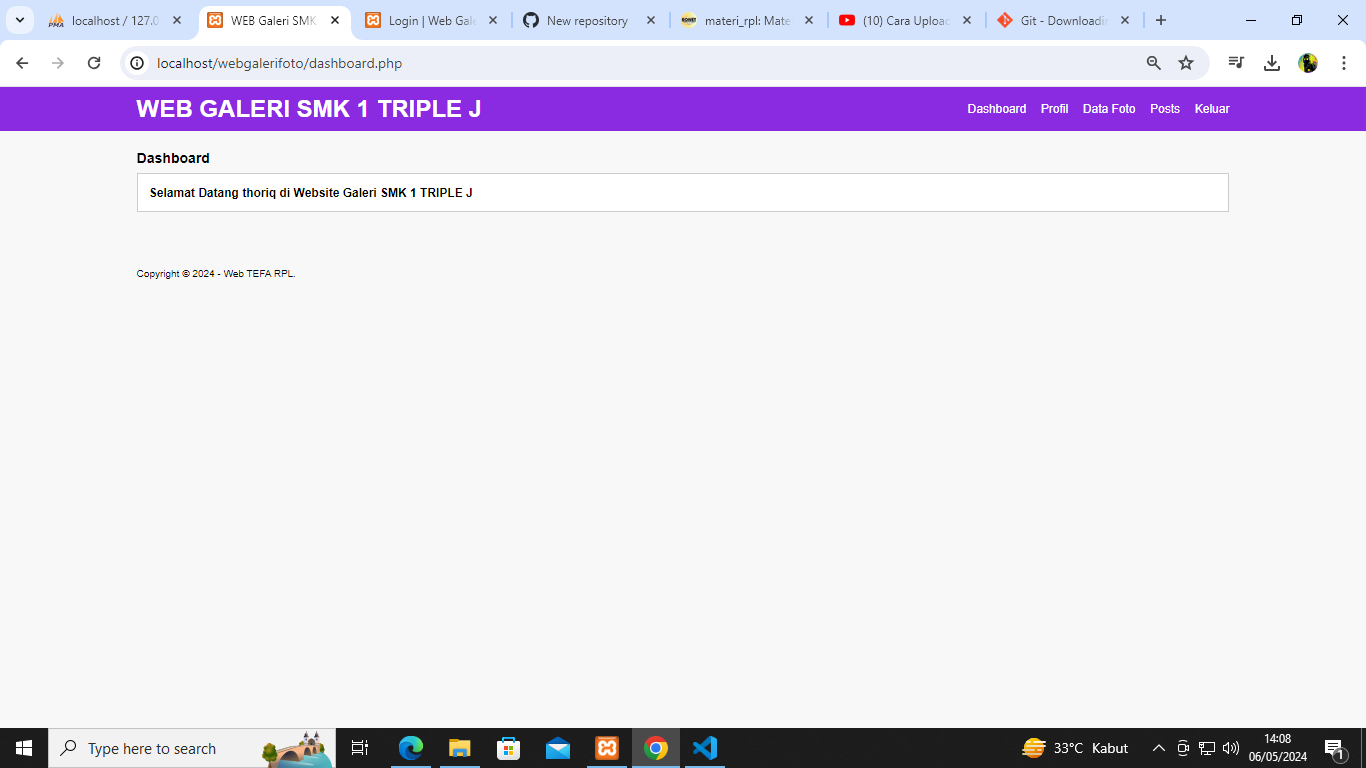 localhost / 127.0
WEB Galeri SMK
Login | Web Gale
New repository
materi_rpl: Mate
(10) Cara Upload
Git - Downloadin
localhost/webgalerifoto/dashboard.php
WEB GALERI SMK 1 TRIPLE J
Dashboard Profil Data Foto Posts Keluar
Dashboard
Selamat Datang thoriq di Website Galeri SMK 1 TRIPLE J
Copyright © 2024 - Web TEFA RPL.
Type here to search
33°C Kabut
14:08
06/05/2024
1